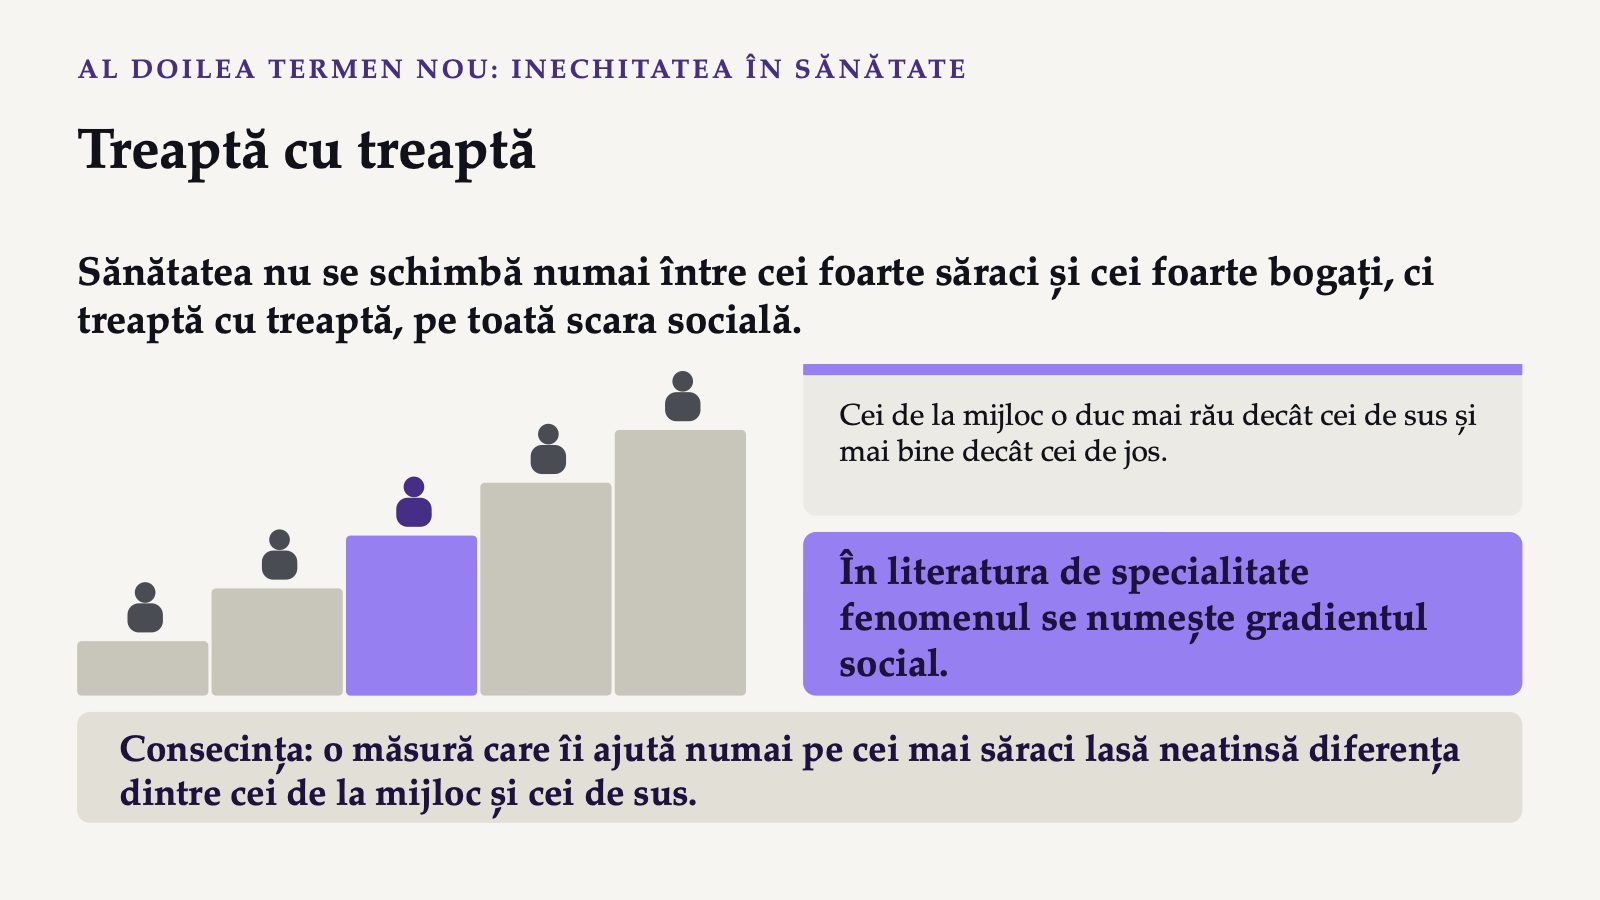 AL DOILEA TERMEN NOU: INECHITATEA ÎN SĂNĂTATE
Treaptă cu treaptă
Sănătatea nu se schimbă numai între cei foarte săraci și cei foarte bogați, ci
treaptă cu treaptă, pe toată scara socială.
Cei de la mijloc o duc mai rău decât cei de sus și
mai bine decât cei de jos.
În literatura de specialitate
fenomenul se numește gradientul
social.
Consecința: o măsură care îi ajută numai pe cei mai săraci lasă neatinsă diferența
dintre cei de la mijloc și cei de sus.